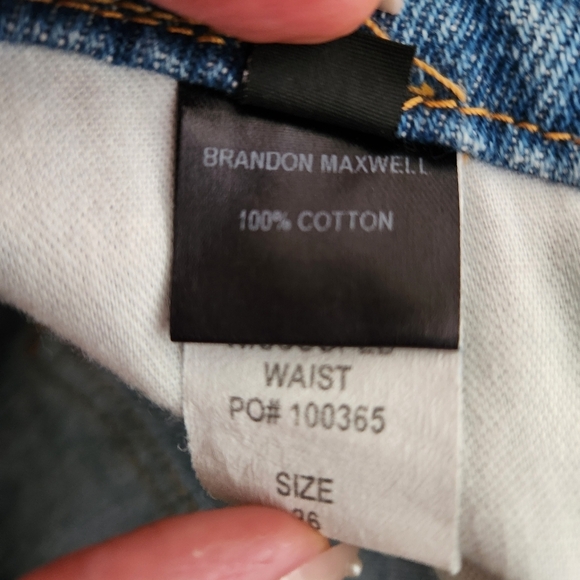 BRANDON MAXWELL
100% COTTON
WAIST
PO# 100365
SIZE